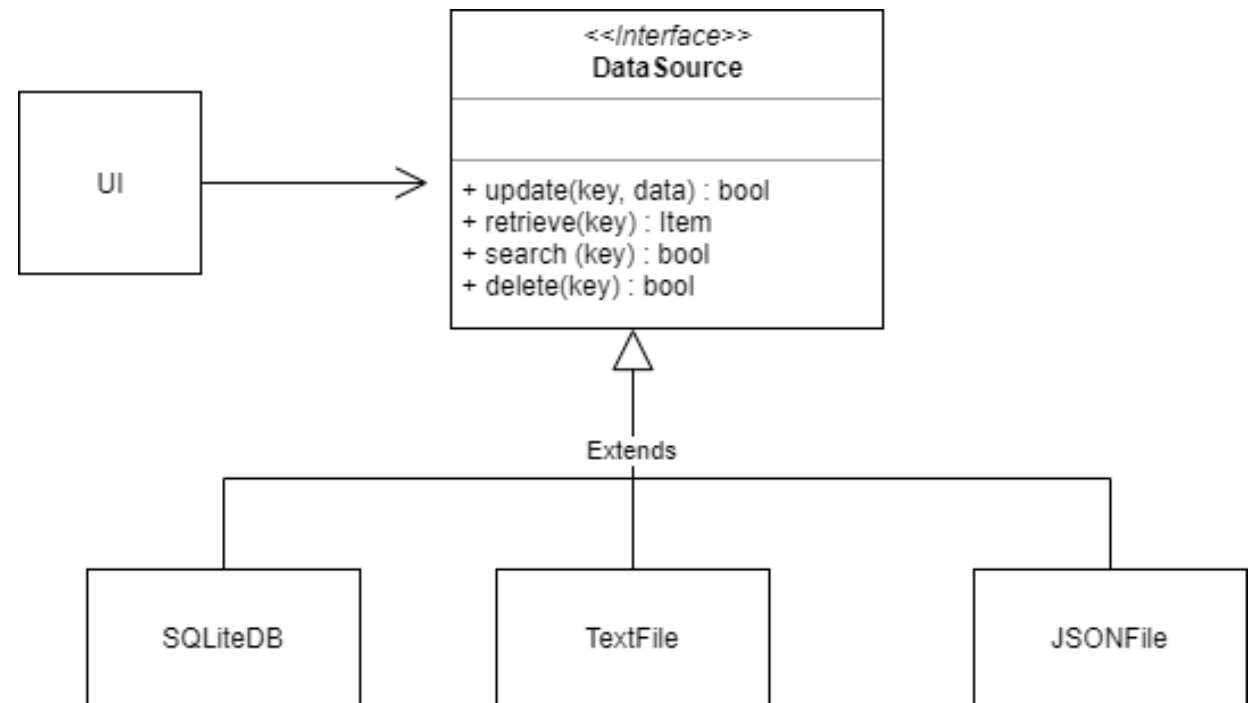 <<Interface>>
DataSource
UI
+ update(key, data) : bool
+ retrieve(key) : Item
+ search (key) : bool
+ delete(key) : bool
Extends
SQLiteDB
TextFile
JSONFile